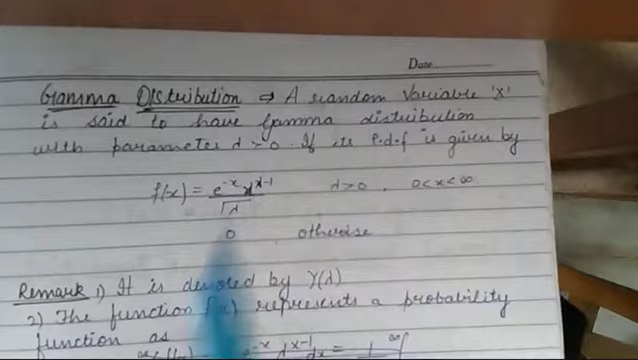 Date
Gamma Distribution ⇒ A random variable 'x'
is said to have gamma distribution
with parameter λ > 0. If its P.d.f is given by
f(x) = e^{-x} x^{λ-1} / Γλ λ>0, 0<x<∞
0 otherwise
Remark 1) It is denoted by γ(λ)
2) The function f(x) represents a probability
function as